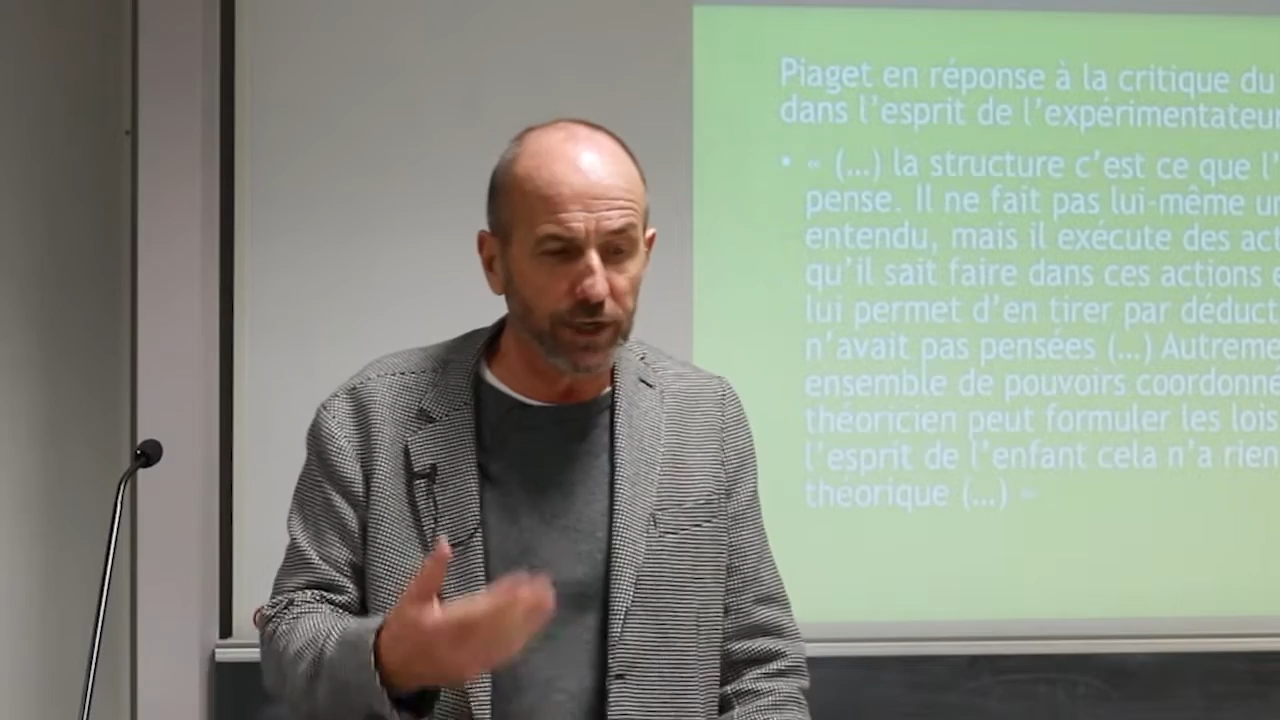 Piaget en réponse à la critique du
dans l'esprit de l'expérimentateur
• « (...) la structure c'est ce que l'
pense. Il ne fait pas lui-même un
entendu, mais il exécute des act
qu'il sait faire dans ces actions e
lui permet d'en tirer par déduct
n'avait pas pensées (...) Autreme
ensemble de pouvoirs coordonné
théoricien peut formuler les lois
l'esprit de l'enfant cela n'a rien
théorique (...) »